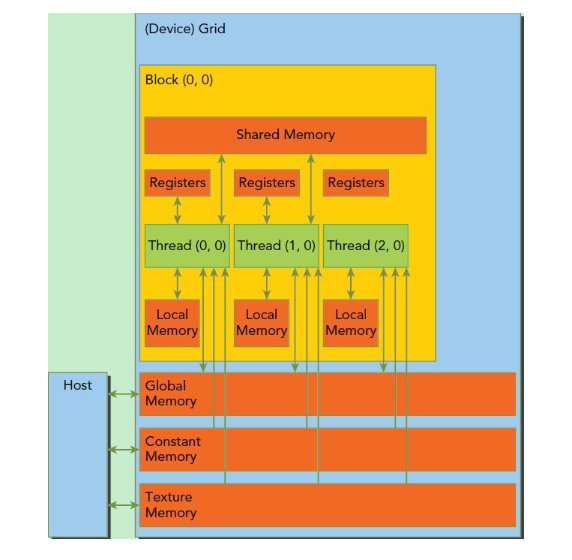 (Device) Grid
Block (0, 0)
Shared Memory
Registers
Registers
Registers
Thread (0, 0)
Thread (1, 0)
Thread (2, 0)
Local
Memory
Local
Memory
Local
Memory
Host
Global
Memory
Constant
Memory
Texture
Memory